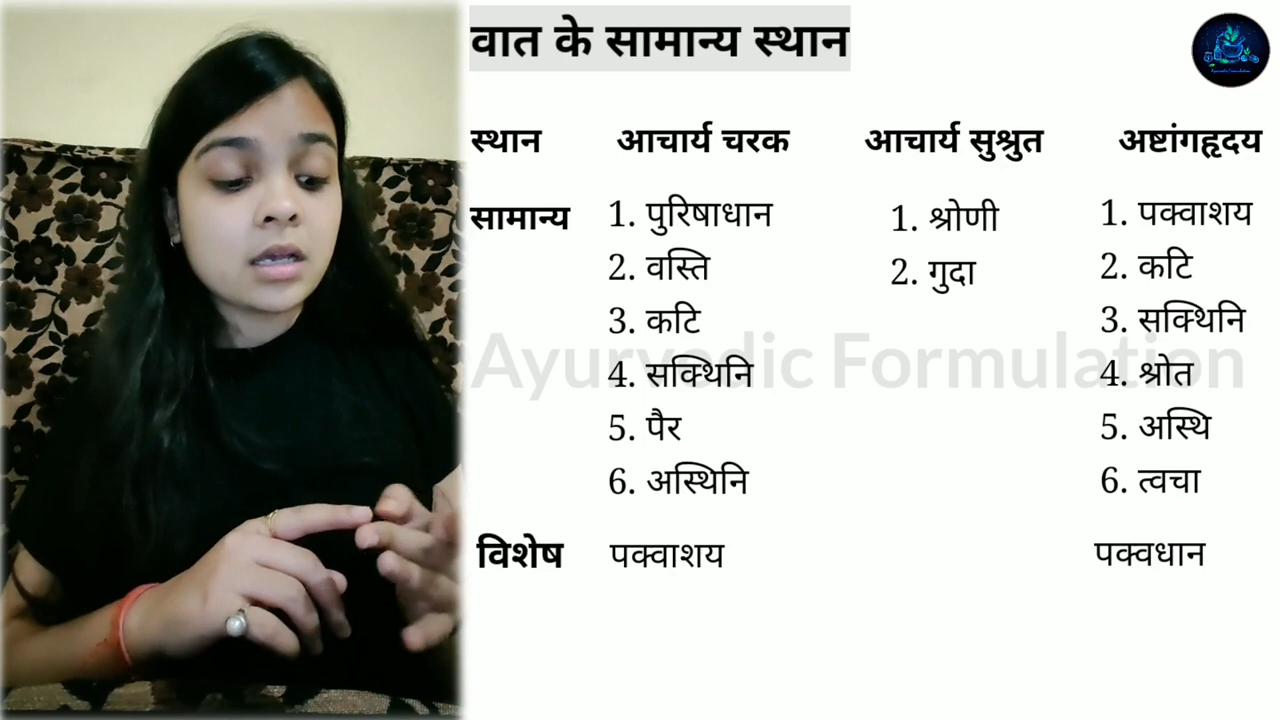 वात के सामान्य स्थान
स्थान आचार्य चरक आचार्य सुश्रुत अष्टांगहृदय
सामान्य 1. पुरिषाधान 1. श्रोणी 1. पक्वाशय
2. वस्ति 2. गुदा 2. कटि
3. कटि 3. सक्थिनि
Ayurvedic Formulation
4. सक्थिनि 4. श्रोत
5. पैर 5. अस्थि
6. अस्थिनि 6. त्वचा
विशेष पक्वाशय पक्वधान